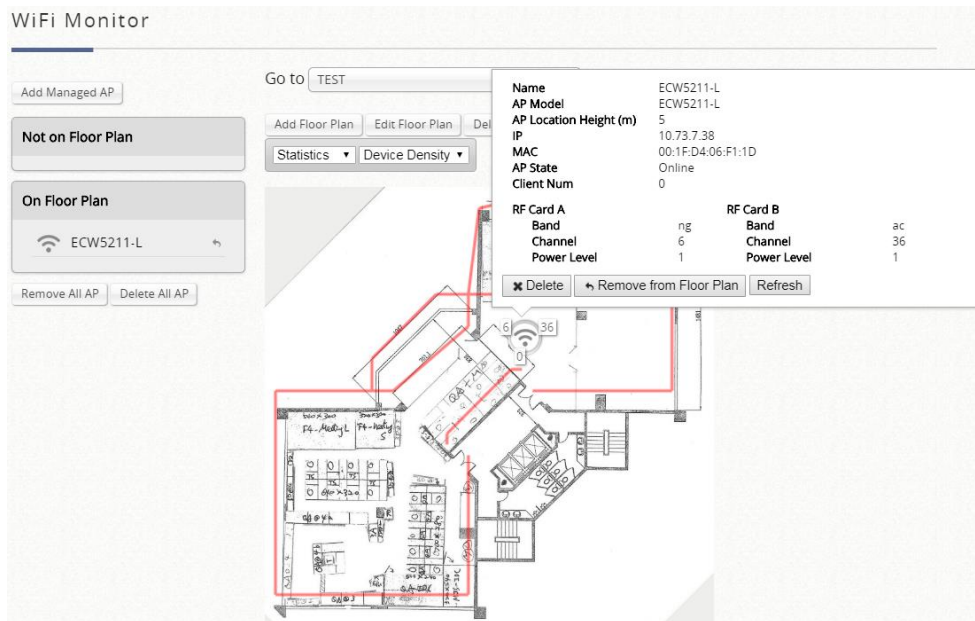 WiFi Monitor
Add Managed AP
Not on Floor Plan
On Floor Plan
ECW5211-L
Remove All AP Delete All AP
Go to TEST
Add Floor Plan Edit Floor Plan Del
Statistics Device Density
Name ECW5211-L
AP Model ECW5211-L
AP Location Height (m) 5
IP 10.73.7.38
MAC 00:1F:D4:06:F1:1D
AP State Online
Client Num 0
RF Card A RF Card B
Band ng Band ac
Channel 6 Channel 36
Power Level 1 Power Level 1
Delete Remove from Floor Plan Refresh
6 36
0
F4-